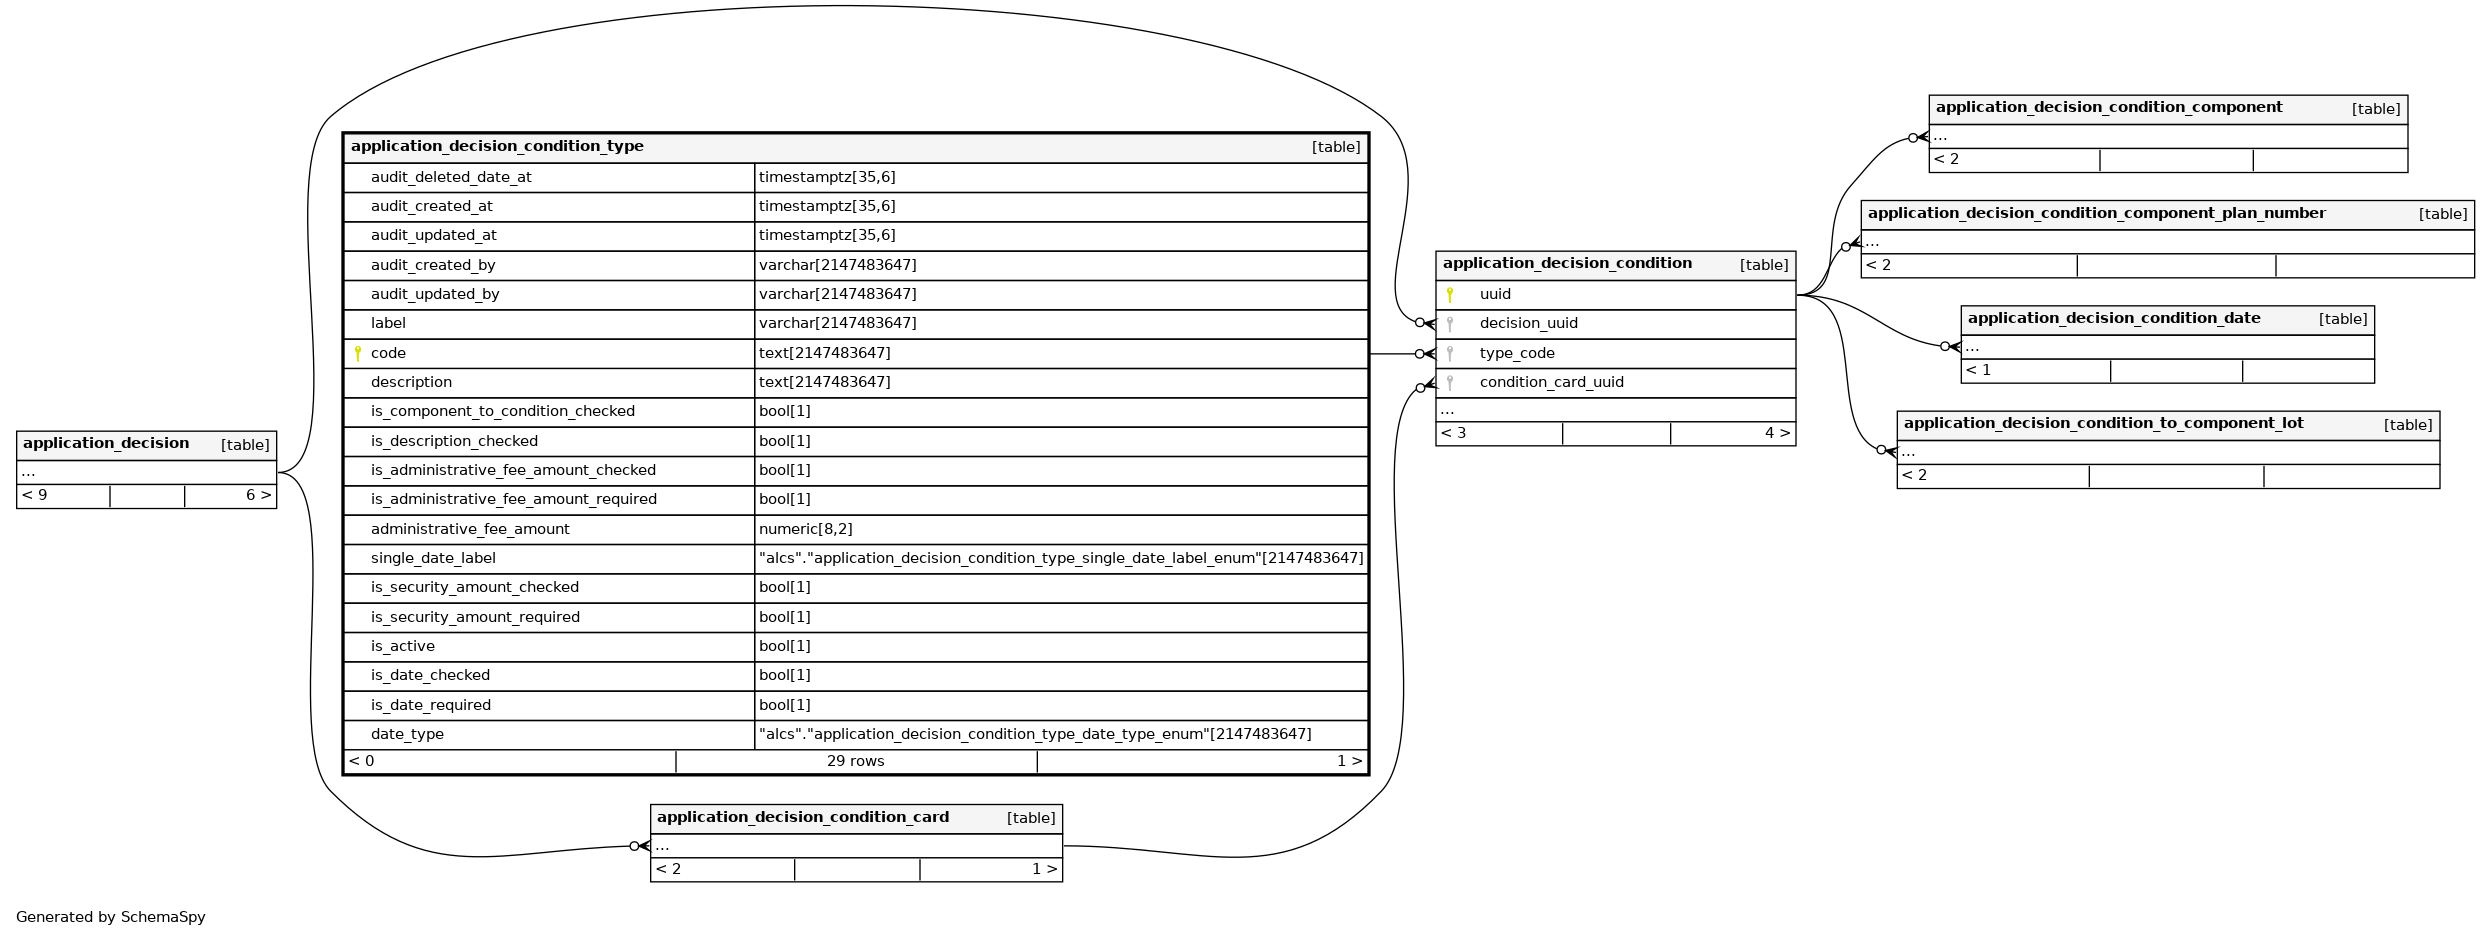 application_decision [table]
...
< 9 6 >
application_decision_condition_type [table]
audit_deleted_date_at timestamptz[35,6]
audit_created_at timestamptz[35,6]
audit_updated_at timestamptz[35,6]
audit_created_by varchar[2147483647]
audit_updated_by varchar[2147483647]
label varchar[2147483647]
code text[2147483647]
description text[2147483647]
is_component_to_condition_checked bool[1]
is_description_checked bool[1]
is_administrative_fee_amount_checked bool[1]
is_administrative_fee_amount_required bool[1]
administrative_fee_amount numeric[8,2]
single_date_label "alcs"."application_decision_condition_type_single_date_label_enum"[2147483647]
is_security_amount_checked bool[1]
is_security_amount_required bool[1]
is_active bool[1]
is_date_checked bool[1]
is_date_required bool[1]
date_type "alcs"."application_decision_condition_type_date_type_enum"[2147483647]
< 0 29 rows 1 >
application_decision_condition_card [table]
...
< 2 1 >
application_decision_condition [table]
uuid
decision_uuid
type_code
condition_card_uuid
...
< 3 4 >
application_decision_condition_component [table]
...
< 2
application_decision_condition_component_plan_number [table]
...
< 2
application_decision_condition_date [table]
...
< 1
application_decision_condition_to_component_lot [table]
...
< 2
Generated by SchemaSpy